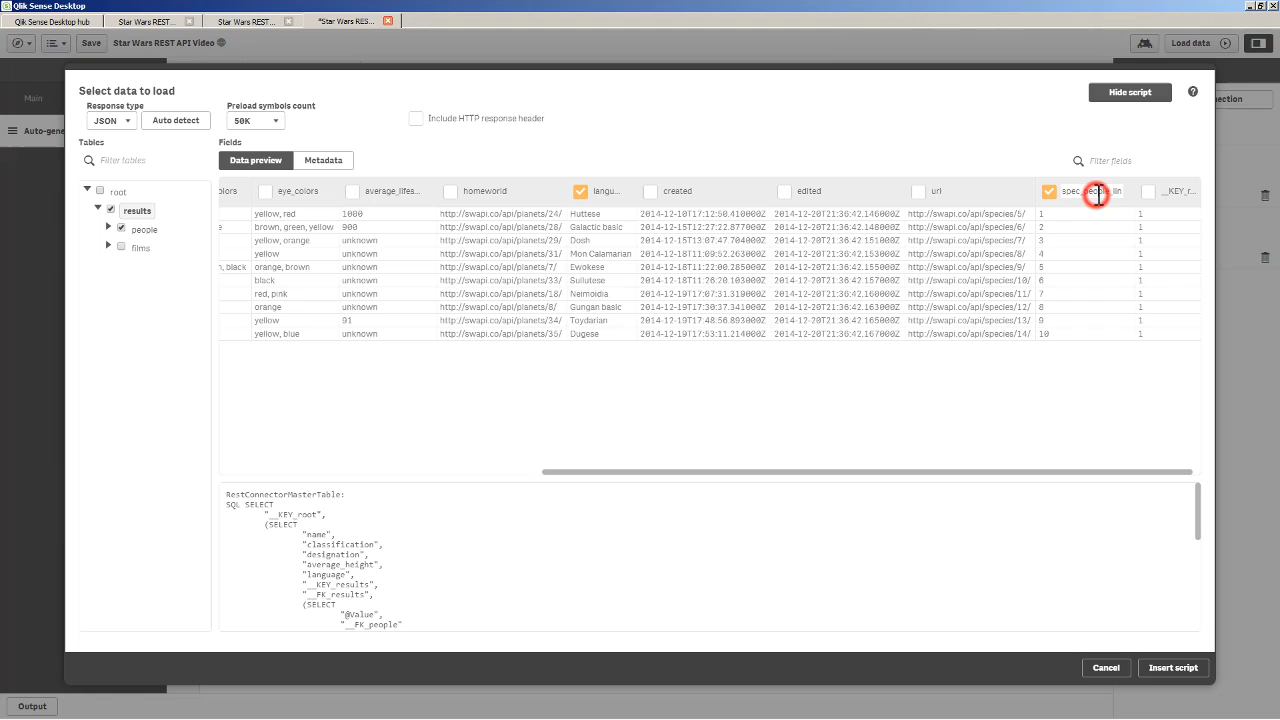 Qlik Sense Desktop
Qlik Sense Desktop hub
Star Wars REST...
Star Wars REST...
*Star Wars RES...
Save
Star Wars REST API Video
Load data
Main
Auto-gene
nection
Select data to load
Hide script
Response type
Preload symbols count
JSON
Auto detect
50K
Include HTTP response header
Tables
Fields
Filter tables
Data preview
Metadata
Filter fields
root
results
people
films
olors eye_colors average_lifes... homeworld langu... created edited url spec_people_lin __KEY_r...
yellow, red 1000 http://swapi.co/api/planets/24/ Huttese 2014-12-10T17:12:50.410000Z 2014-12-20T21:36:42.146000Z http://swapi.co/api/species/5/ 1 1
e brown, green, yellow 900 http://swapi.co/api/planets/28/ Galactic basic 2014-12-15T12:27:22.877000Z 2014-12-20T21:36:42.148000Z http://swapi.co/api/species/6/ 2 1
yellow, orange unknown http://swapi.co/api/planets/29/ Dosh 2014-12-15T13:07:47.704000Z 2014-12-20T21:36:42.151000Z http://swapi.co/api/species/7/ 3 1
yellow unknown http://swapi.co/api/planets/31/ Mon Calamarian 2014-12-18T11:09:52.263000Z 2014-12-20T21:36:42.153000Z http://swapi.co/api/species/8/ 4 1
n, black orange, brown unknown http://swapi.co/api/planets/7/ Ewokese 2014-12-18T11:22:00.285000Z 2014-12-20T21:36:42.155000Z http://swapi.co/api/species/9/ 5 1
black unknown http://swapi.co/api/planets/33/ Sullutese 2014-12-18T11:26:20.103000Z 2014-12-20T21:36:42.157000Z http://swapi.co/api/species/10/ 6 1
red, pink unknown http://swapi.co/api/planets/18/ Neimoidia 2014-12-19T17:07:31.319000Z 2014-12-20T21:36:42.160000Z http://swapi.co/api/species/11/ 7 1
orange unknown http://swapi.co/api/planets/8/ Gungan basic 2014-12-19T17:30:37.341000Z 2014-12-20T21:36:42.163000Z http://swapi.co/api/species/12/ 8 1
yellow 91 http://swapi.co/api/planets/34/ Toydarian 2014-12-19T17:48:56.893000Z 2014-12-20T21:36:42.165000Z http://swapi.co/api/species/13/ 9 1
yellow, blue unknown http://swapi.co/api/planets/35/ Dugese 2014-12-19T17:53:11.214000Z 2014-12-20T21:36:42.167000Z http://swapi.co/api/species/14/ 10 1
RestConnectorMasterTable:
SQL SELECT
"__KEY_root",
(SELECT
"name",
"classification",
"designation",
"average_height",
"language",
"__KEY_results",
"__FK_results",
(SELECT
"@Value",
"__FK_people"
Cancel
Insert script
Output